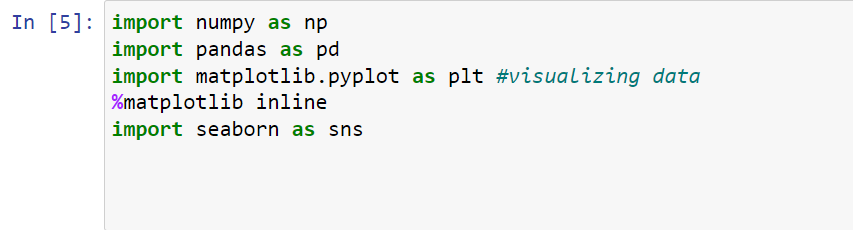 In [5]: import numpy as np
import pandas as pd
import matplotlib.pyplot as plt #visualizing data
%matplotlib inline
import seaborn as sns